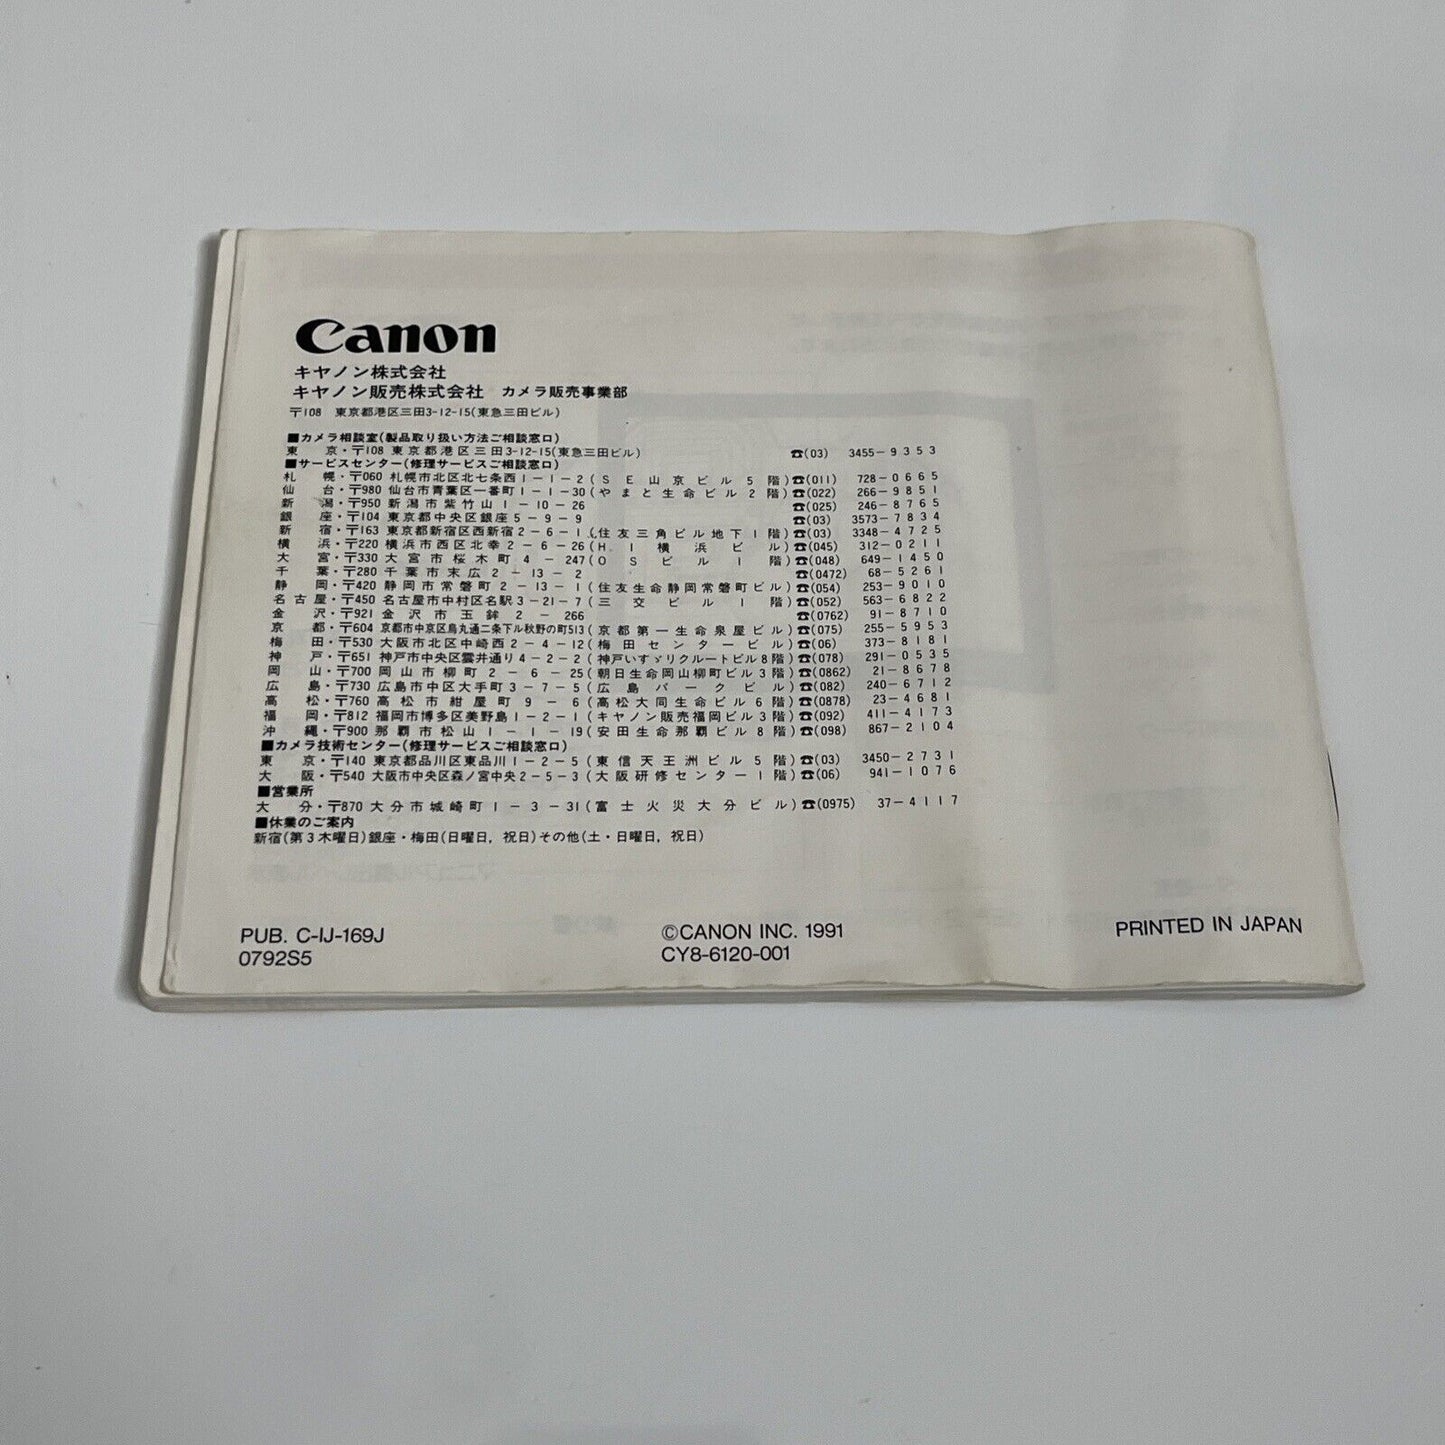 Canon
キヤノン株式会社
キヤノン販売株式会社 カメラ販売事業部
〒108 東京都港区三田3-12-15(東急三田ビル)
■カメラ相談室(製品取り扱い方法ご相談窓口)
東京・〒108 東京都港区三田3-12-15(東急三田ビル) ☎(03) 3455-9353
■サービスセンター(修理サービスご相談窓口)
札幌・〒060 札幌市北区北七条西1-1-2(SE山京ビル5階)☎(011) 728-0665
仙台・〒980 仙台市青葉区一番町1-1-30(やまと生命ビル2階)☎(022) 266-9851
新潟・〒950 新潟市紫竹山1-10-26 ☎(025) 246-8765
銀座・〒104 東京都中央区銀座5-9-9 ☎(03) 3573-7834
新宿・〒163 東京都新宿区西新宿2-6-1(住友三角ビル地下1階)☎(03) 3348-4725
横浜・〒220 横浜市西区北幸2-6-26(H.I横浜ビル)☎(045) 312-0211
大宮・〒330 大宮市桜木町4-247(OSビル1階)☎(048) 649-1450
千葉・〒280 千葉市末広2-13-2 ☎(0472) 68-5261
静岡・〒420 静岡市常磐町2-13-1(住友生命静岡常磐町ビル)☎(054) 253-9010
名古屋・〒450 名古屋市中村区名駅3-21-7(三交ビル1階)☎(052) 563-6822
金沢・〒921 金沢市玉鉾2-266 ☎(0762) 91-8710
京都・〒604 京都市中京区烏丸通二条下ル秋野の町513(京都第一生命泉屋ビル)☎(075) 255-5953
梅田・〒530 大阪市北区中崎西2-4-12(梅田センタービル)☎(06) 373-8181
神戸・〒651 神戸市中央区雲井通り4-2-2(神戸いすゞリクルートビル8階)☎(078) 291-0535
岡山・〒700 岡山市柳町2-6-25(朝日生命岡山柳町ビル3階)☎(0862) 21-8678
広島・〒730 広島市中区大手町3-7-5(広島パークビル)☎(082) 240-6712
高松・〒760 高松市紺屋町9-6(高松大同生命ビル6階)☎(0878) 23-4681
福岡・〒812 福岡市博多区美野島1-2-1(キヤノン販売福岡ビル3階)☎(092) 411-4173
沖縄・〒900 那覇市松山1-1-19(安田生命那覇ビル8階)☎(098) 867-2104
■カメラ技術センター(修理サービスご相談窓口)
東京・〒140 東京都品川区東品川1-2-5(東信天王洲ビル5階)☎(03) 3450-2731
大阪・〒540 大阪市中央区森ノ宮中央2-5-3(大阪研修センター1階)☎(06) 941-1076
■営業所
大分・〒870 大分市城崎町1-3-31(富士火災大分ビル)☎(0975) 37-4117
■休業のご案内
新宿(第3木曜日)銀座・梅田(日曜日, 祝日)その他(土・日曜日, 祝日)
PUB. C-IJ-169J ©CANON INC. 1991 PRINTED IN JAPAN
0792S5 CY8-6120-001